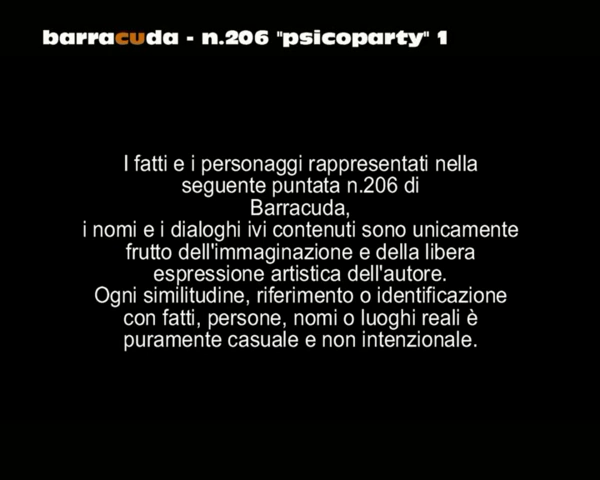 barracuda - n.206 "psicoparty" 1
I fatti e i personaggi rappresentati nella
seguente puntata n.206 di
Barracuda,
i nomi e i dialoghi ivi contenuti sono unicamente
frutto dell'immaginazione e della libera
espressione artistica dell'autore.
Ogni similitudine, riferimento o identificazione
con fatti, persone, nomi o luoghi reali è
puramente casuale e non intenzionale.